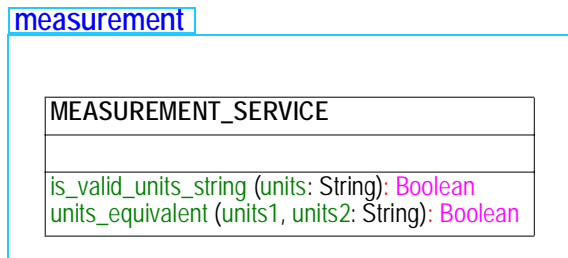 measurement
MEASUREMENT_SERVICE
is_valid_units_string (units: String): Boolean
units_equivalent (units1, units2: String): Boolean